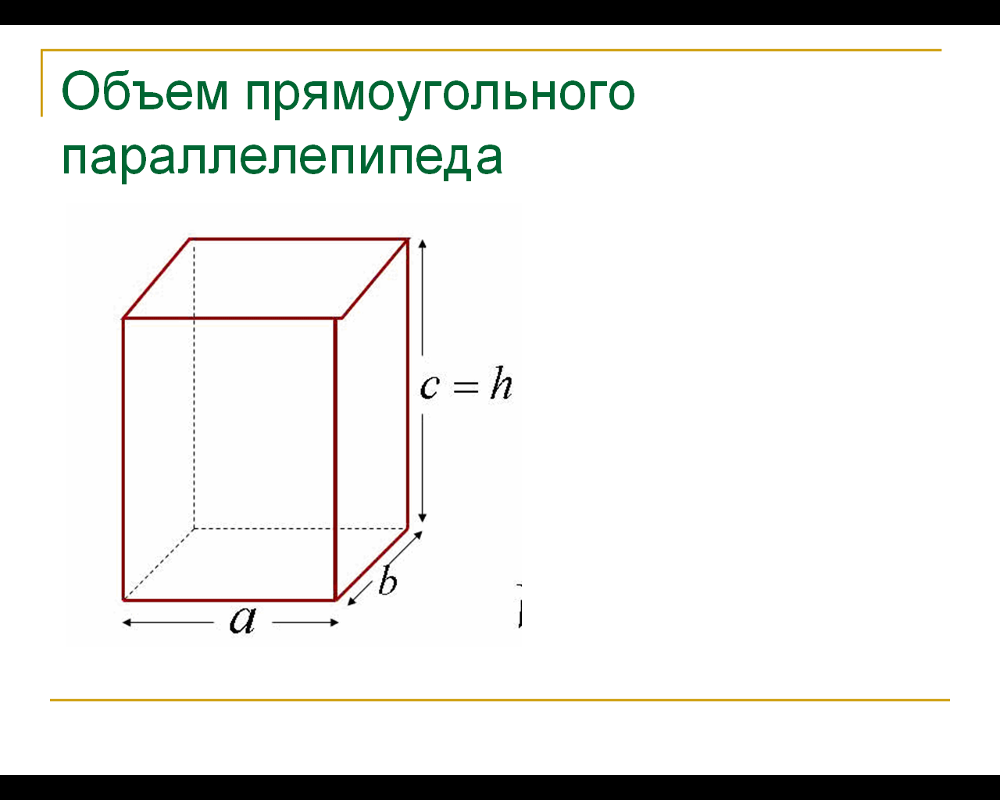 Объем прямоугольного
параллелепипеда
c = h
b
a